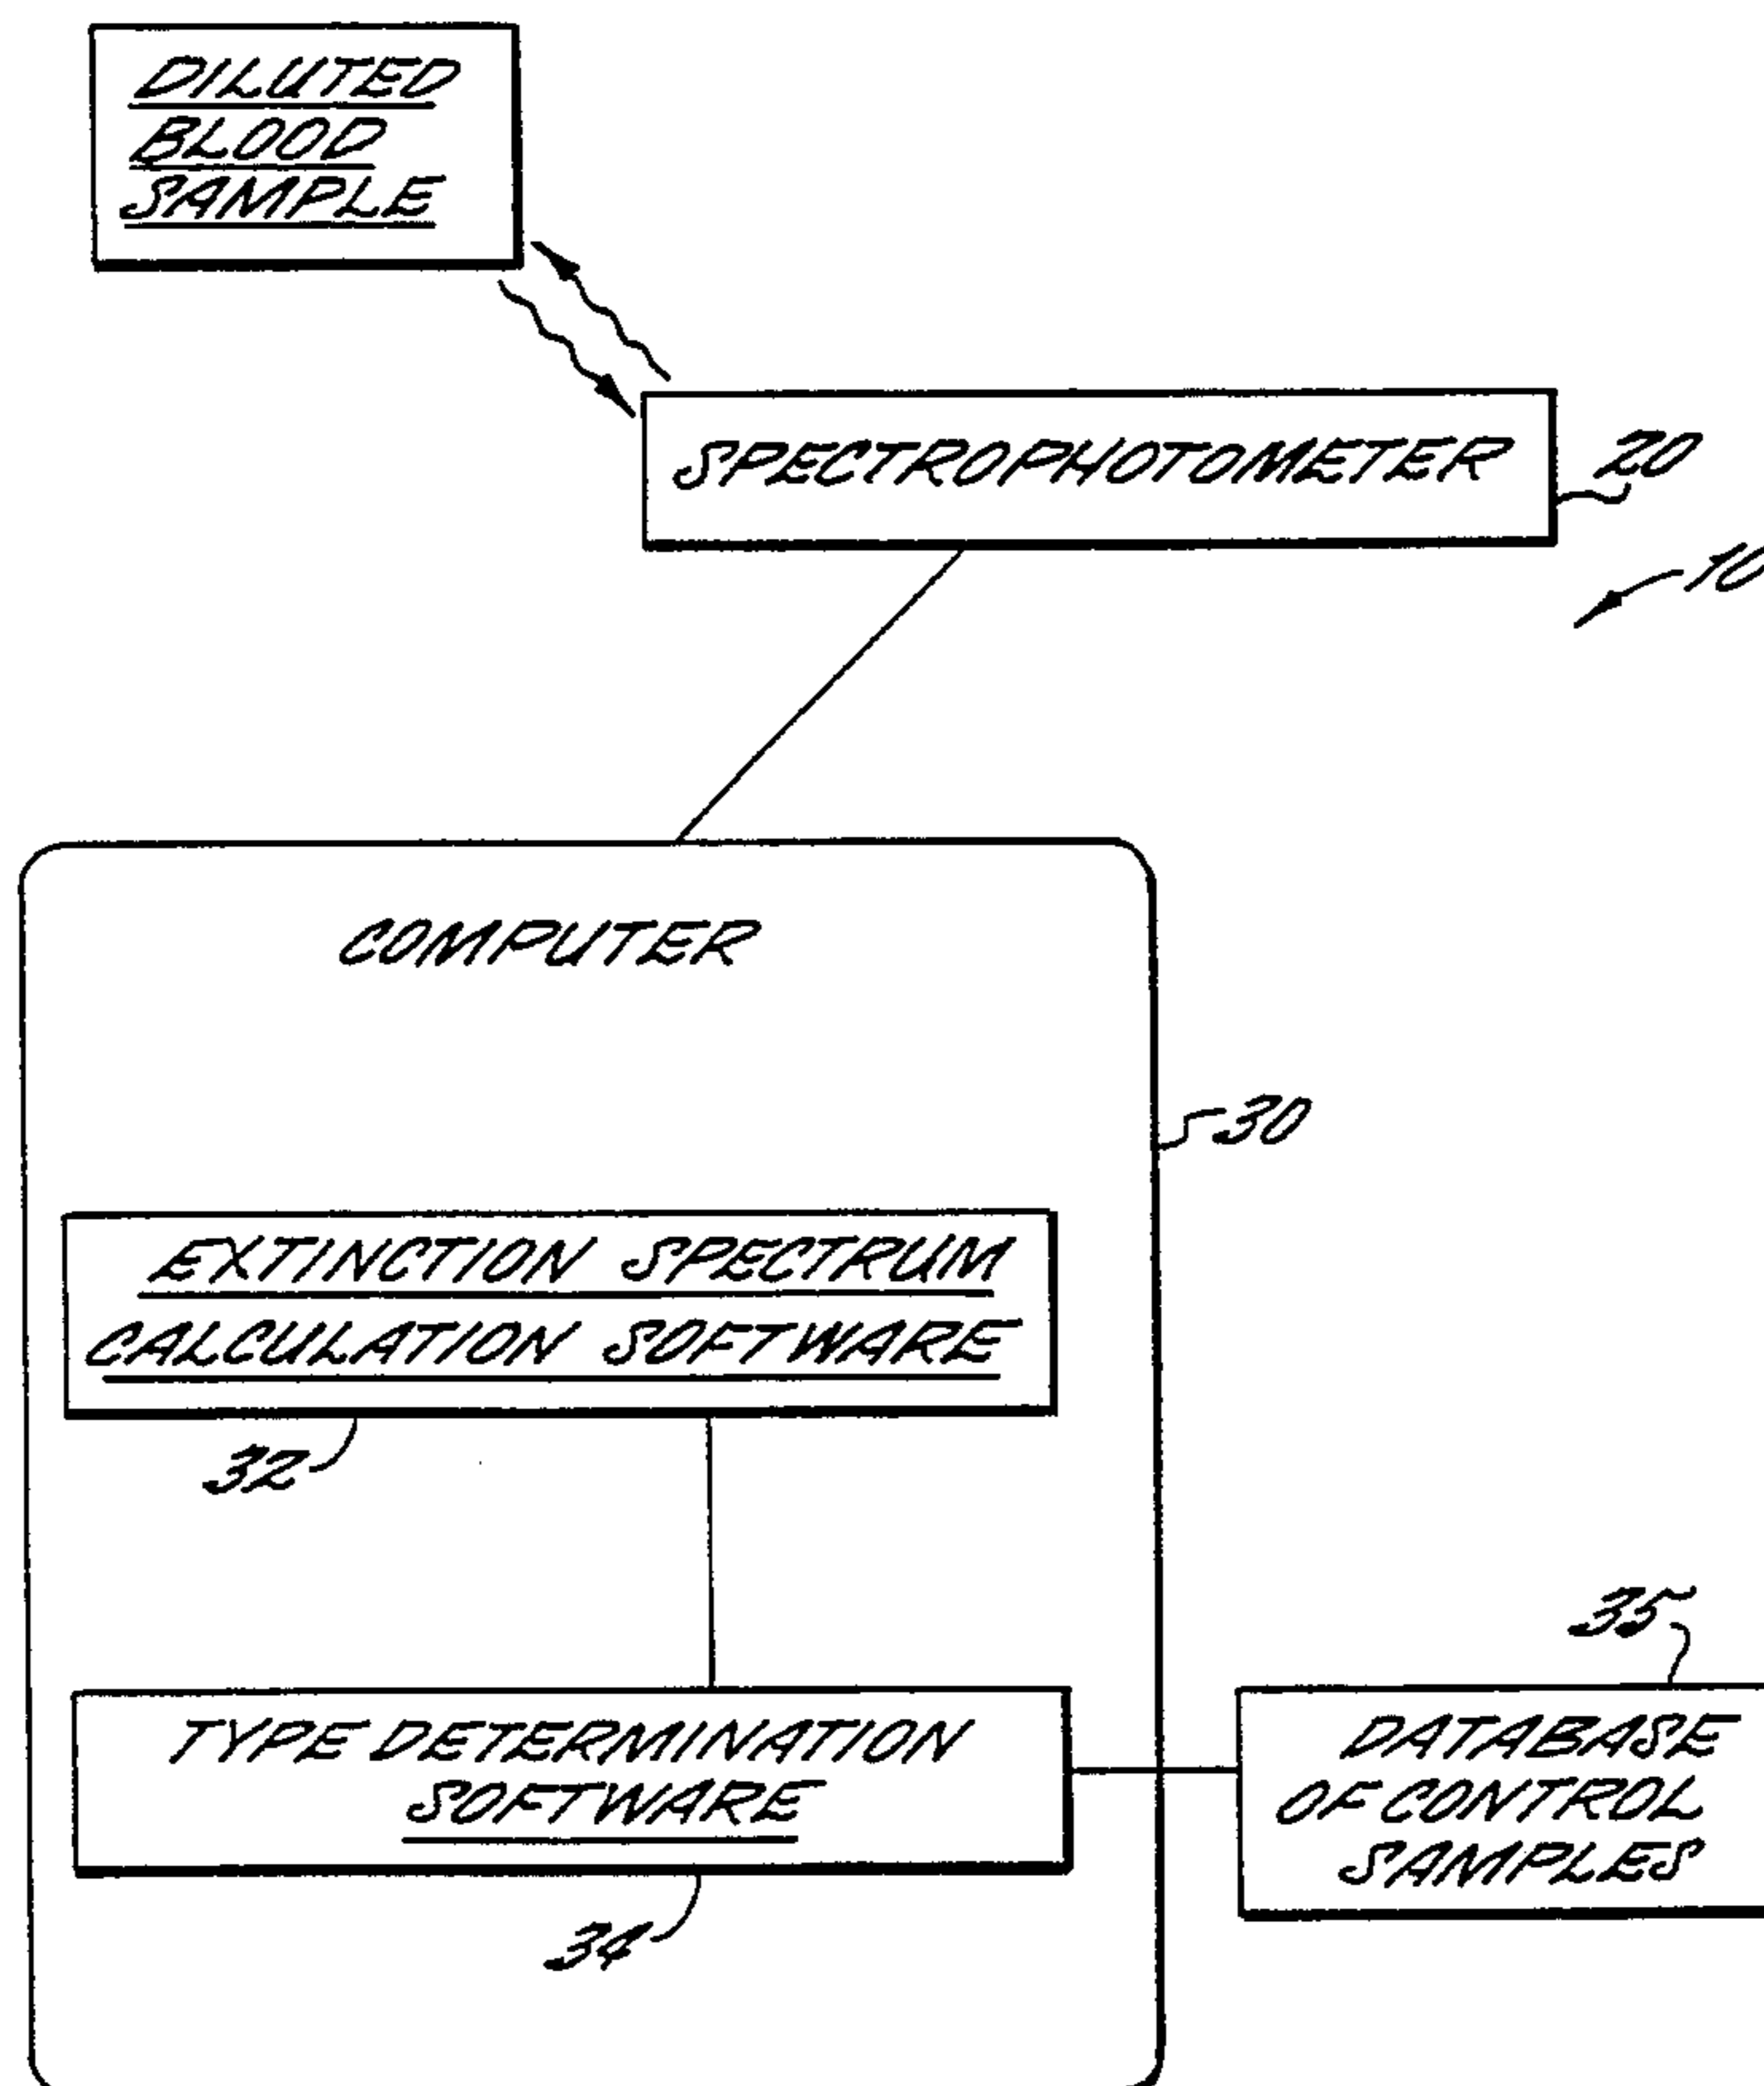 DILUTED
BLOOD
SAMPLE
SPECTROPHOTOMETER
20
10
COMPUTER
30
EXTINCTION SPECTRUM
CALCULATION SOFTWARE
32
35
TYPE DETERMINATION
SOFTWARE
DATABASE
OF CONTROL
SAMPLES
34